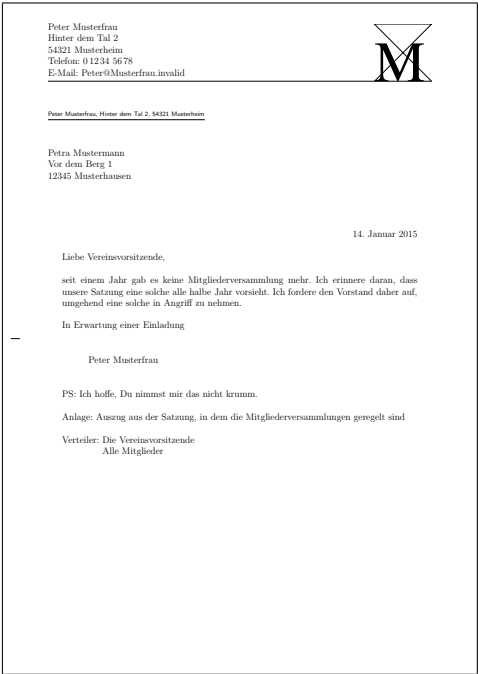 Peter Musterfrau
Hinter dem Tal 2
54321 Musterheim
Telefon: 0 12 34 56 78
E-Mail: Peter@Musterfrau.invalid
M
Peter Musterfrau, Hinter dem Tal 2, 54321 Musterheim
Petra Mustermann
Vor dem Berg 1
12345 Musterhausen
14. Januar 2015
Liebe Vereinsvorsitzende,
seit einem Jahr gab es keine Mitgliederversammlung mehr. Ich erinnere daran, dass
unsere Satzung eine solche alle halbe Jahr vorsieht. Ich fordere den Vorstand daher auf,
umgehend eine solche in Angriff zu nehmen.
In Erwartung einer Einladung
Peter Musterfrau
PS: Ich hoffe, Du nimmst mir das nicht krumm.
Anlage: Auszug aus der Satzung, in dem die Mitgliederversammlungen geregelt sind
Verteiler: Die Vereinsvorsitzende
Alle Mitglieder